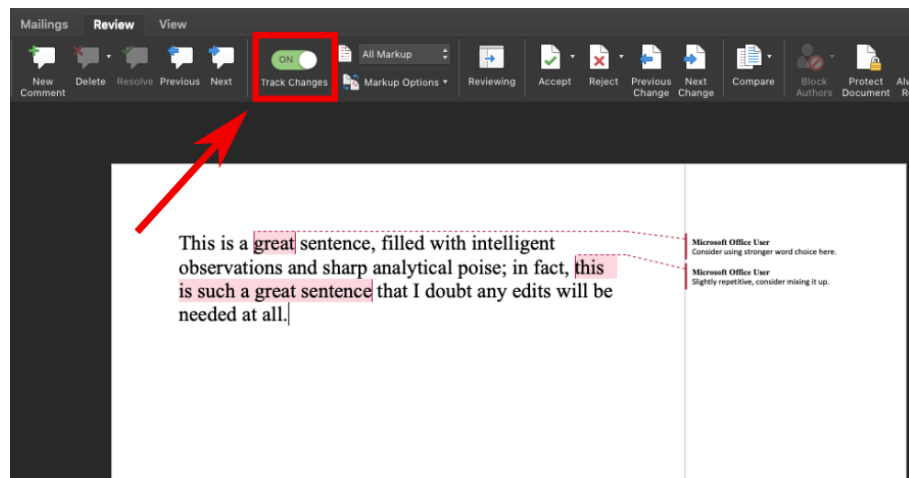 Mailings Review View
ON
All Markup
New Comment
Delete
Resolve
Previous
Next
Track Changes
Markup Options
Reviewing
Accept
Reject
Previous Change
Next Change
Compare
Block Authors
Protect Document
This is a great sentence, filled with intelligent
observations and sharp analytical poise; in fact, this
is such a great sentence that I doubt any edits will be
needed at all.
Microsoft Office User
Consider using stronger word choice here.
Microsoft Office User
Slightly repetitive, consider mixing it up.